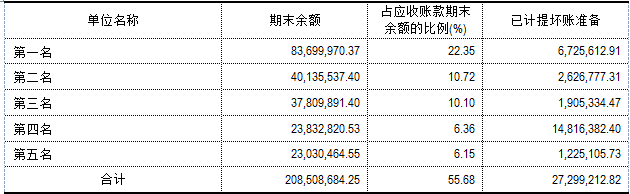 单位名称 期末余额 占应收账款期末余额的比例(%) 已计提坏账准备
第一名 83,699,970.37 22.35 6,725,612.91
第二名 40,135,537.40 10.72 2,626,777.31
第三名 37,809,891.40 10.10 1,905,334.47
第四名 23,832,820.53 6.36 14,816,382.40
第五名 23,030,464.55 6.15 1,225,105.73
合计 208,508,684.25 55.68 27,299,212.82